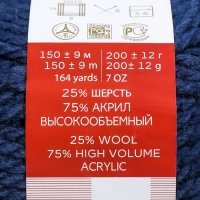 150 ± 9 м 200 ± 12 г
150 ± 9 m 200 ± 12 g
164 yards 7 OZ
25% ШЕРСТЬ
75% АКРИЛ
ВЫСОКООБЪЕМНЫЙ
25% WOOL
75% HIGH VOLUME
ACRYLIC